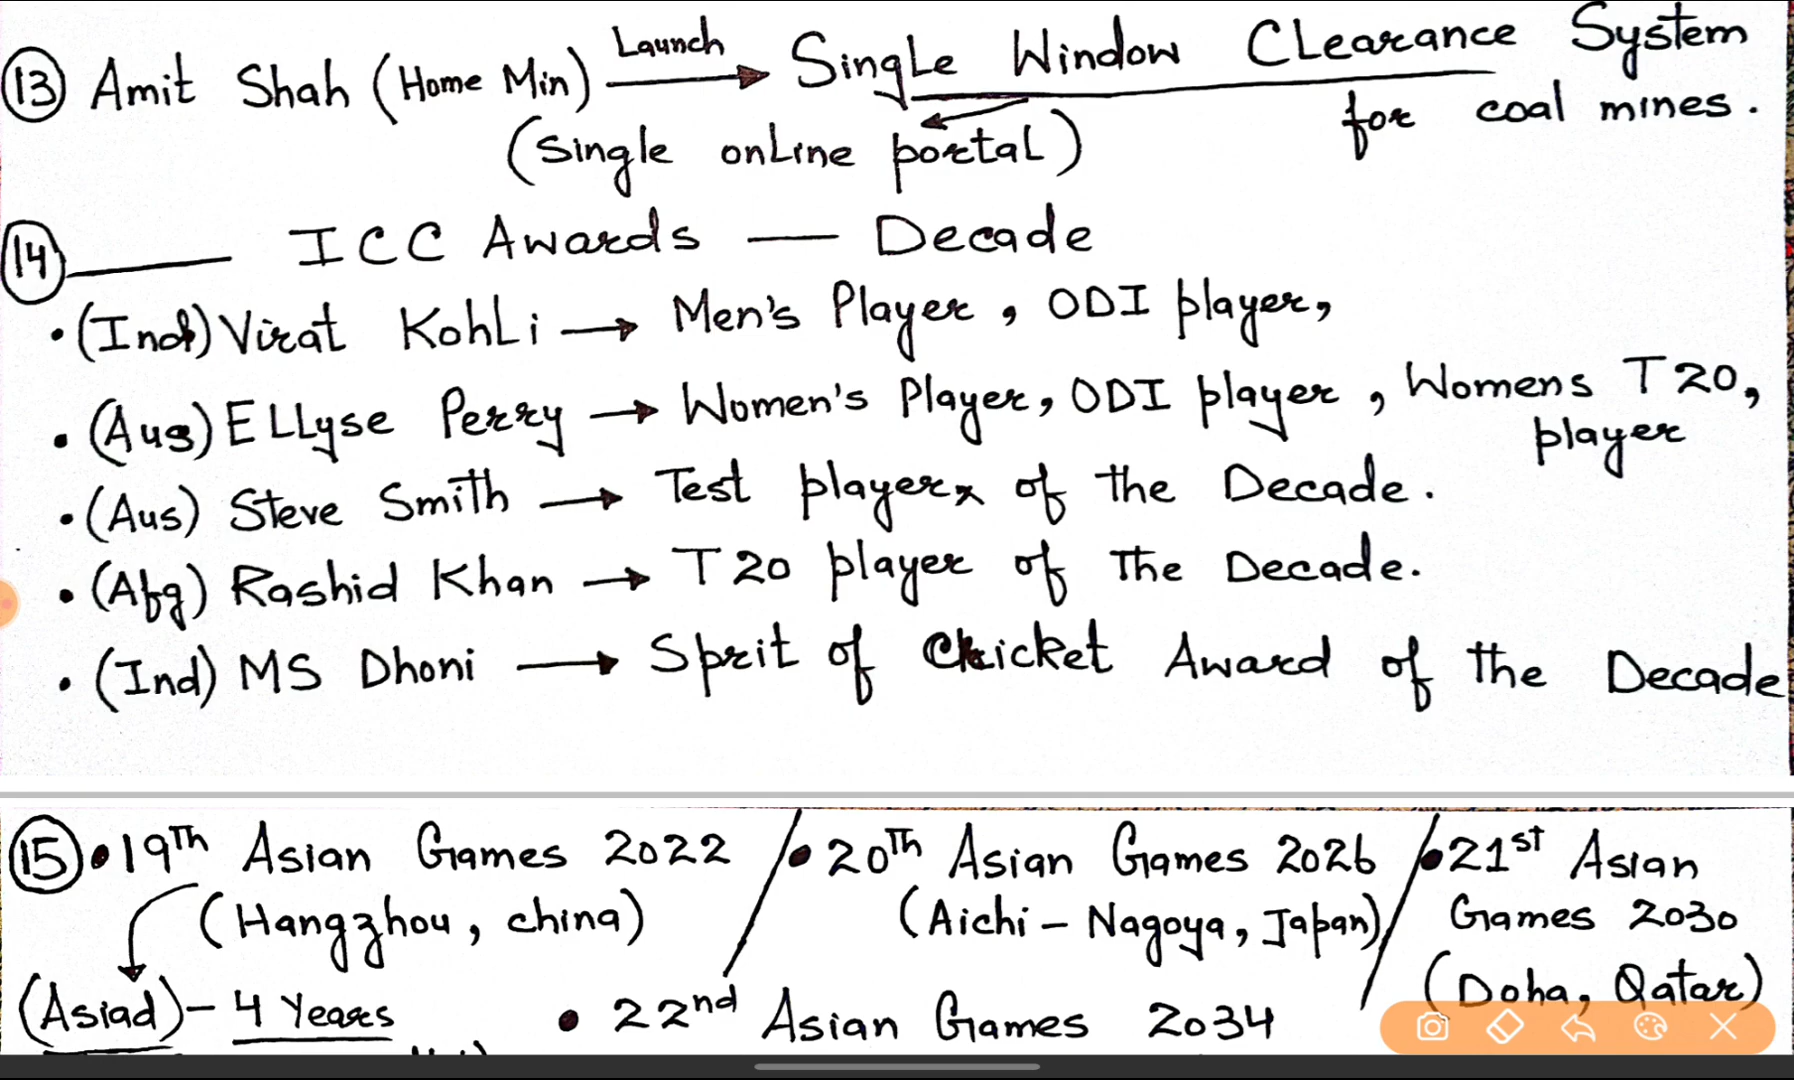 (13) Amit Shah (Home Min) Launch → Single Window Clearance System
for coal mines.
(Single online portal)
(14) ICC Awards — Decade
• (Ind) Virat Kohli → Men's Player, ODI player,
• (Aus) Ellyse Perry → Women's Player, ODI player, Womens T20,
player
• (Aus) Steve Smith → Test player of the Decade.
• (Afg) Rashid Khan → T20 player of the Decade.
• (Ind) MS Dhoni → Sprit of Cricket Award of the Decade
(15) • 19Th Asian Games 2022
(Hangzhou, china)
(Asiad) - 4 Years
• 20Th Asian Games 2026
(Aichi - Nagoya, Japan)
• 21st Asian
Games 2030
(Doha, Qatar)
• 22nd Asian Games 2034